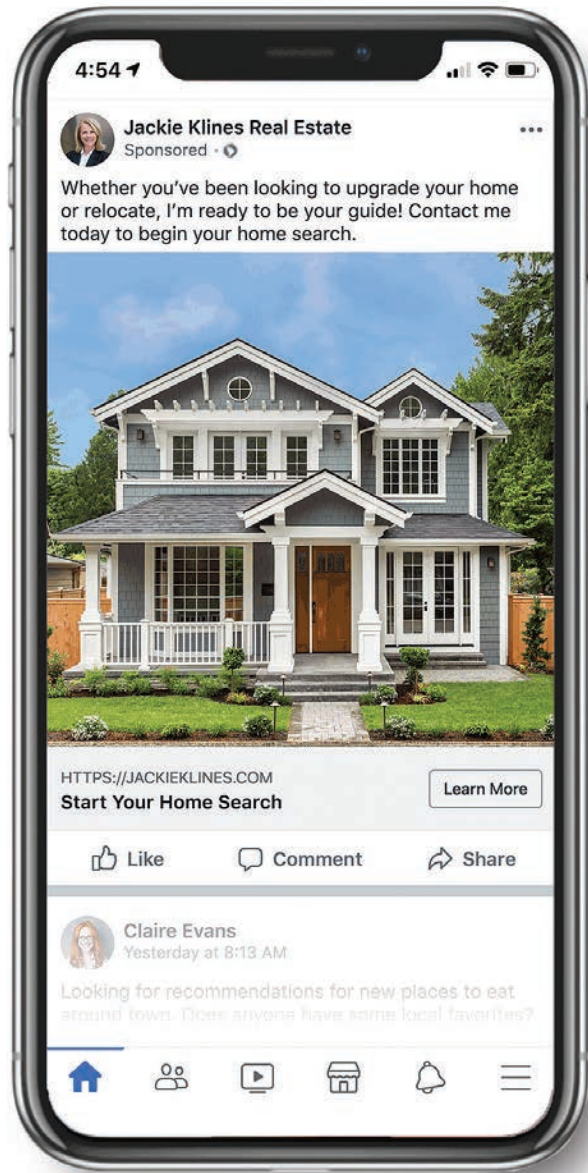 4:54
Jackie Klines Real Estate
Sponsored ·
Whether you've been looking to upgrade your home
or relocate, I'm ready to be your guide! Contact me
today to begin your home search.
HTTPS://JACKIEKLINES.COM
Start Your Home Search
Learn More
Like
Comment
Share
Claire Evans
Yesterday at 8:13 AM
Looking for recommendations for new places to eat
around town. Does anyone have some local favorites?